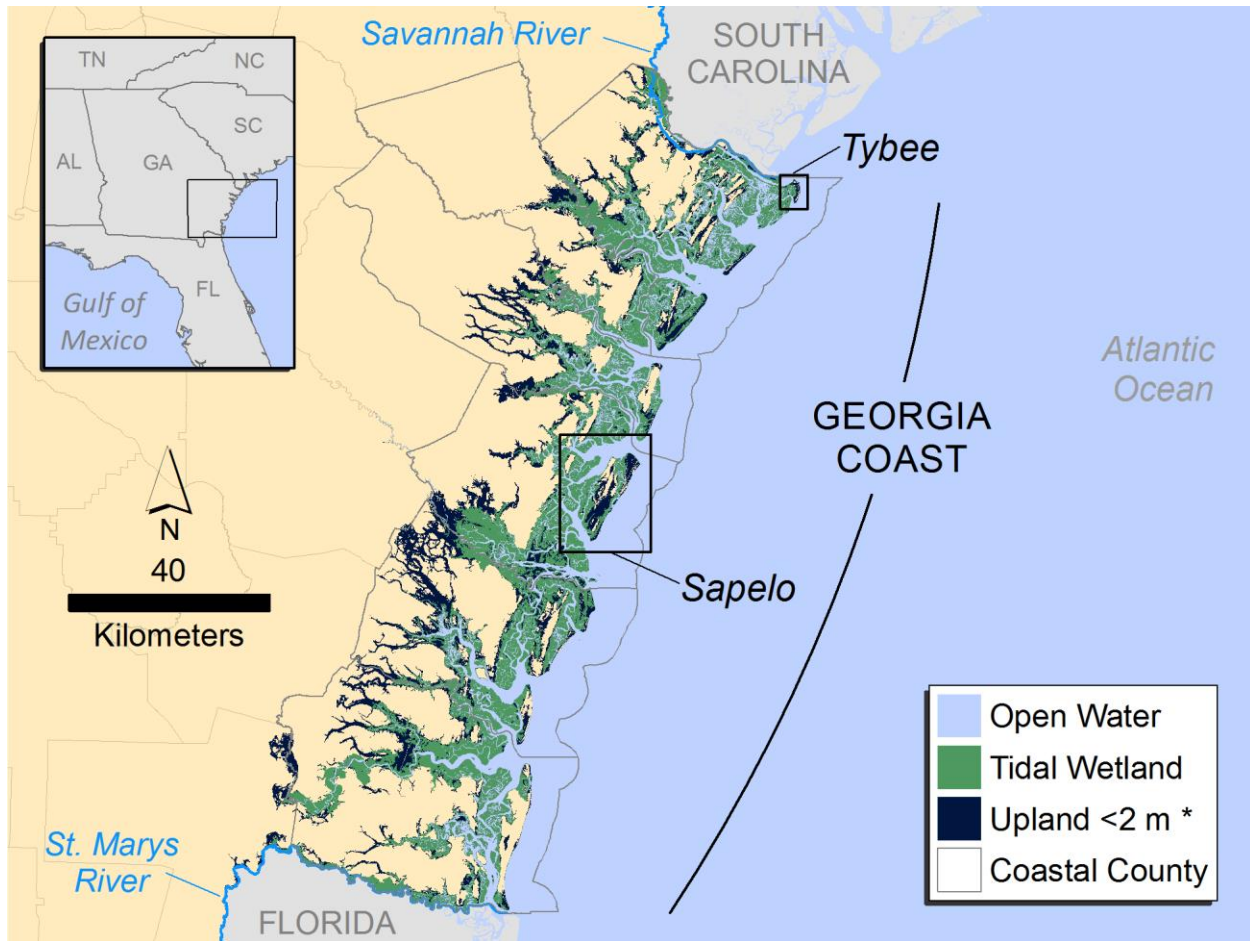 TN
NC
SC
AL
GA
FL
Gulf of
Mexico
Savannah River
SOUTH
CAROLINA
Tybee
Atlantic
Ocean
GEORGIA
COAST
N
40
Kilometers
Sapelo
St. Marys
River
FLORIDA
Open Water
Tidal Wetland
Upland <2 m *
Coastal County